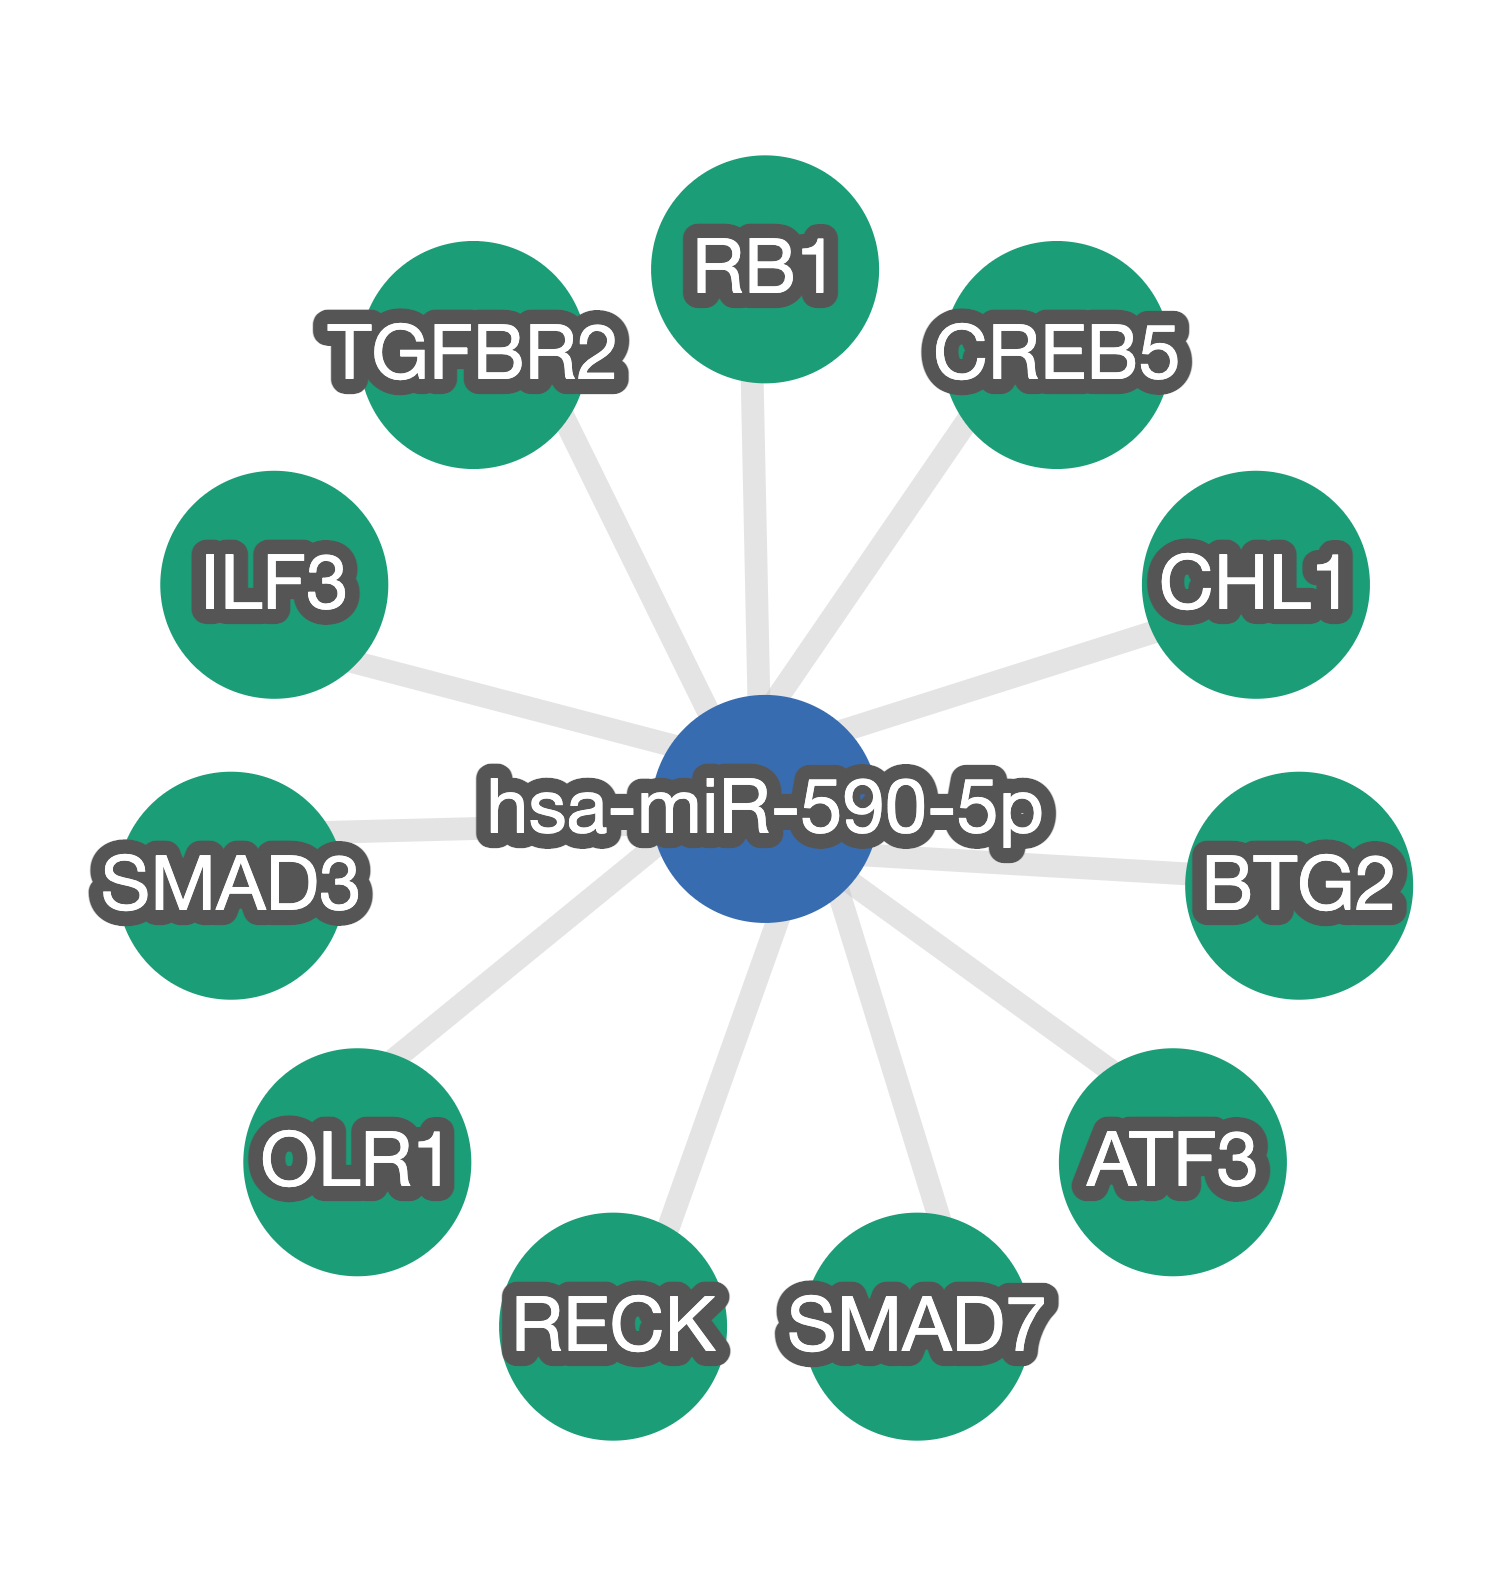 RB1
TGFBR2
CREB5
ILF3
CHL1
hsa-miR-590-5p
SMAD3
BTG2
OLR1
ATF3
RECK
SMAD7